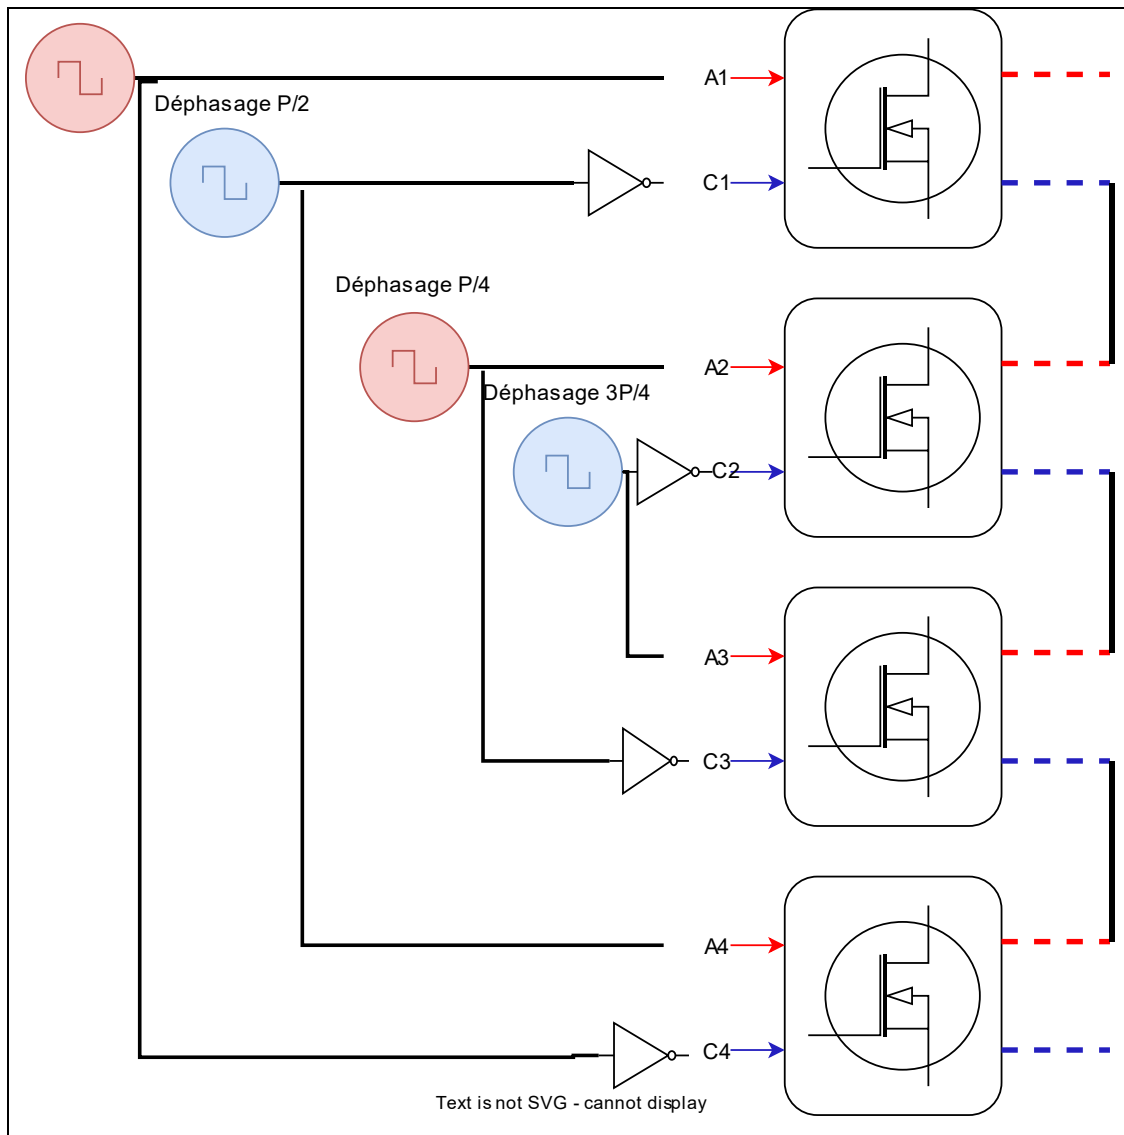 A1
Déphasage P/2
C1
Déphasage P/4
A2
Déphasage 3P/4
C2
A3
C3
A4
C4
Text is not SVG - cannot display